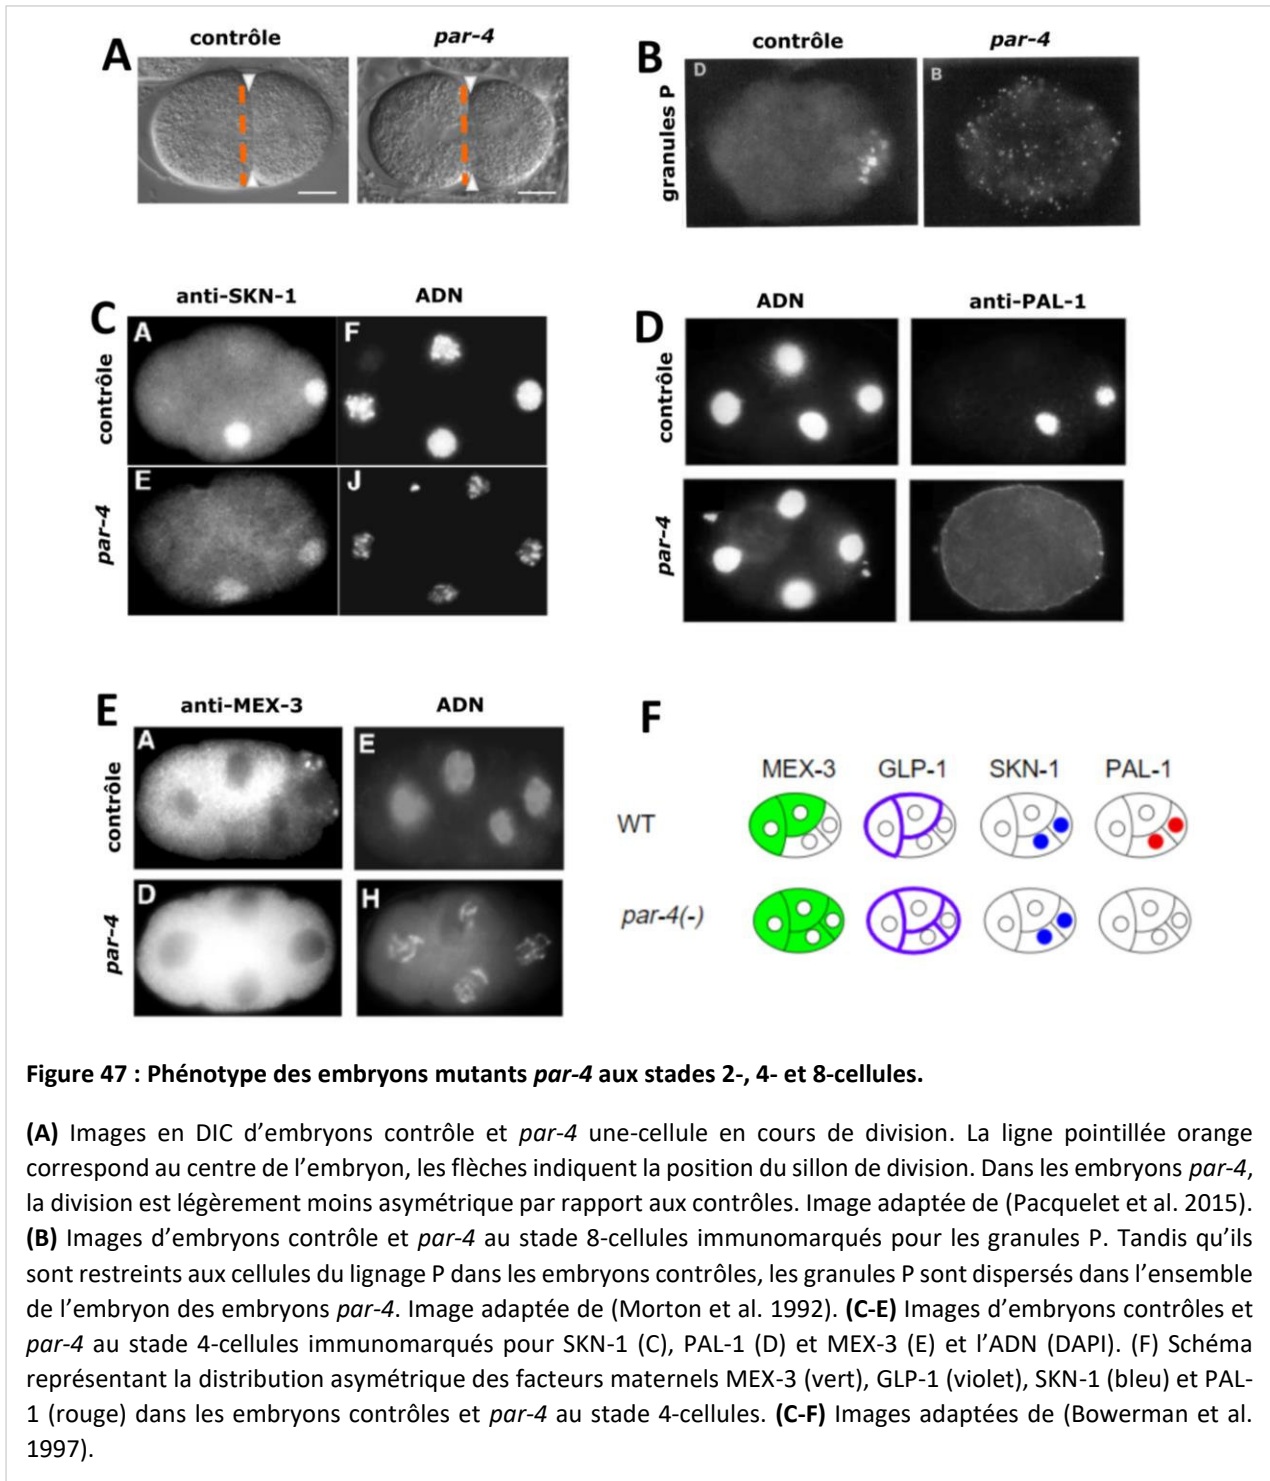 A
contrôle
par-4
B
contrôle
par-4
granules P
D
B
C
anti-SKN-1
ADN
contrôle
A
F
par-4
E
J
D
ADN
anti-PAL-1
contrôle
par-4
E
anti-MEX-3
ADN
contrôle
A
E
par-4
D
H
F
MEX-3 GLP-1 SKN-1 PAL-1
WT
par-4(-)
Figure 47 : Phénotype des embryons mutants par-4 aux stades 2-, 4- et 8-cellules.
(A) Images en DIC d’embryons contrôle et par-4 une-cellule en cours de division. La ligne pointillée orange
correspond au centre de l’embryon, les flèches indiquent la position du sillon de division. Dans les embryons par-4,
la division est légèrement moins asymétrique par rapport aux contrôles. Image adaptée de (Pacquelet et al. 2015).
(B) Images d’embryons contrôle et par-4 au stade 8-cellules immunomarqués pour les granules P. Tandis qu’ils
sont restreints aux cellules du lignage P dans les embryons contrôles, les granules P sont dispersés dans l’ensemble
de l’embryon des embryons par-4. Image adaptée de (Morton et al. 1992). (C-E) Images d’embryons contrôles et
par-4 au stade 4-cellules immunomarqués pour SKN-1 (C), PAL-1 (D) et MEX-3 (E) et l’ADN (DAPI). (F) Schéma
représentant la distribution asymétrique des facteurs maternels MEX-3 (vert), GLP-1 (violet), SKN-1 (bleu) et PAL-
1 (rouge) dans les embryons contrôles et par-4 au stade 4-cellules. (C-F) Images adaptées de (Bowerman et al.
1997).